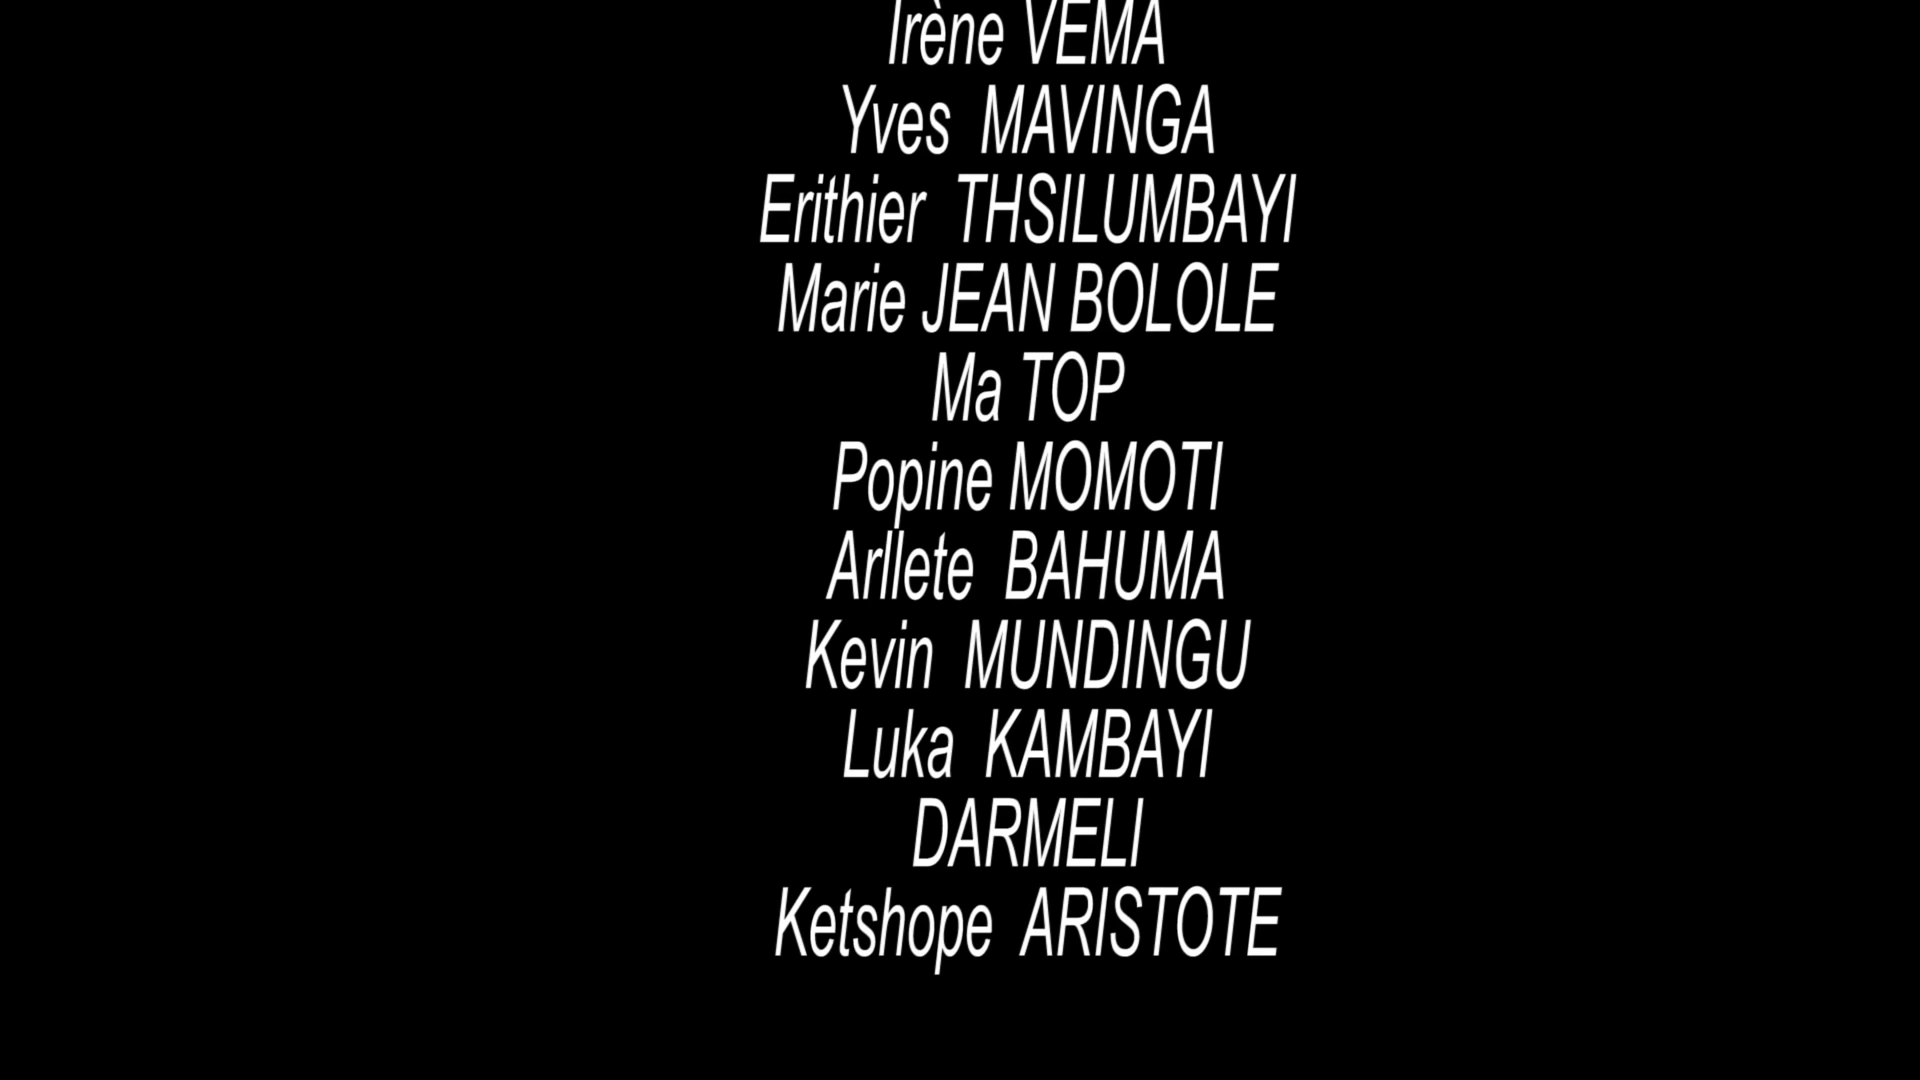 Irène VEMA
Yves MAVINGA
Erithier THSILUMBAYI
Marie JEAN BOLOLE
Ma TOP
Popine MOMOTI
Arllete BAHUMA
Kevin MUNDINGU
Luka KAMBAYI
DARMELI
Ketshope ARISTOTE